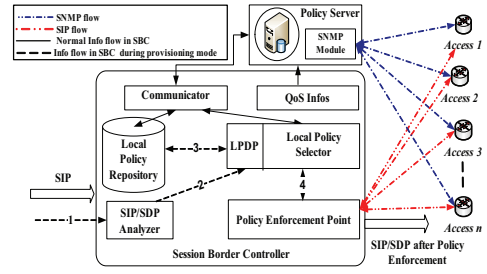 SNMP flow
SIP flow
Normal Info flow in SBC
Info flow in SBC during provisioning mode
Policy Server
SNMP
Module
Access 1
Access 2
Access 3
Access n
Communicator
QoS Infos
Local
Policy
Repository
3
LPDP
Local Policy
Selector
SIP
2
4
1
SIP/SDP
Analyzer
Policy Enforcement Point
Session Border Controller
SIP/SDP after Policy
Enforcement